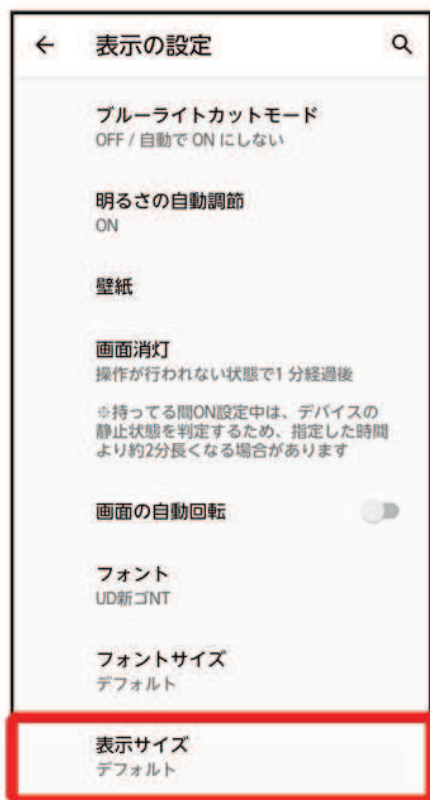 表示の設定
ブルーライトカットモード
OFF / 自動で ON にしない
明るさの自動調節
ON
壁紙
画面消灯
操作が行われない状態で1 分経過後
※持ってる間ON設定中は、デバイスの
静止状態を判定するため、指定した時間
より約2分長くなる場合があります
画面の自動回転
フォント
UD新ゴNT
フォントサイズ
デフォルト
表示サイズ
デフォルト